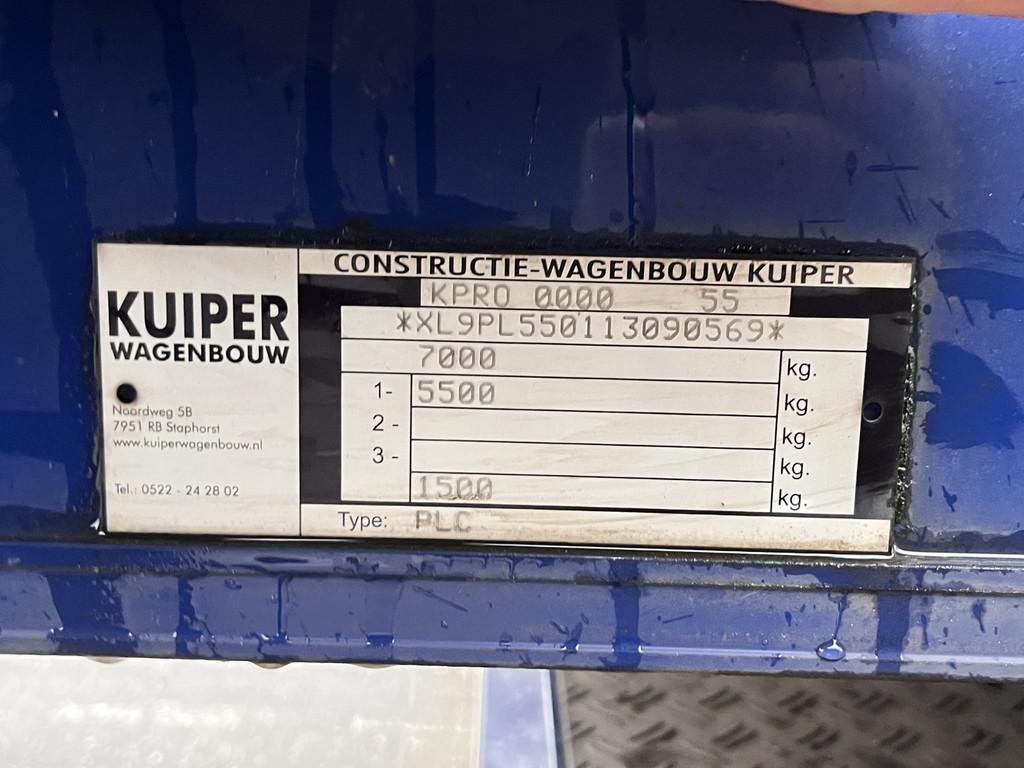 CONSTRUCTIE-WAGENBOUW KUIPER
KUIPER
WAGENBOUW
Noordweg 5B
7951 RB Staphorst
www.kuiperwagenbouw.nl
Tel.: 0522 - 24 28 02
KPRO 0000 55
*XL9PL550113090569*
7000 kg.
1- 5500 kg.
2 - kg.
3 - kg.
1500 kg.
Type: PLC